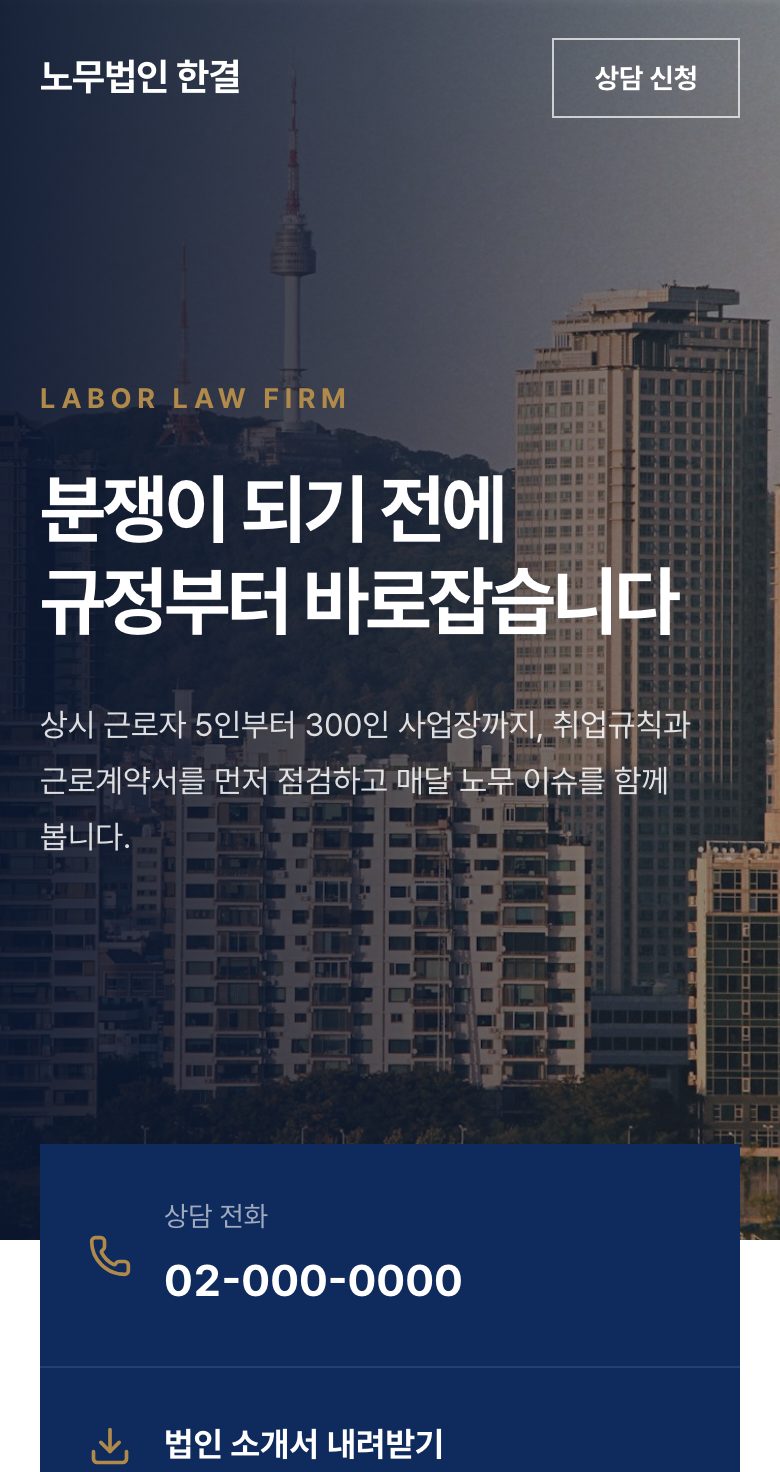 노무법인 한결
상담 신청
LABOR LAW FIRM
분쟁이 되기 전에
규정부터 바로잡습니다
상시 근로자 5인부터 300인 사업장까지, 취업규칙과
근로계약서를 먼저 점검하고 매달 노무 이슈를 함께
봅니다.
상담 전화
02-000-0000
법인 소개서 내려받기